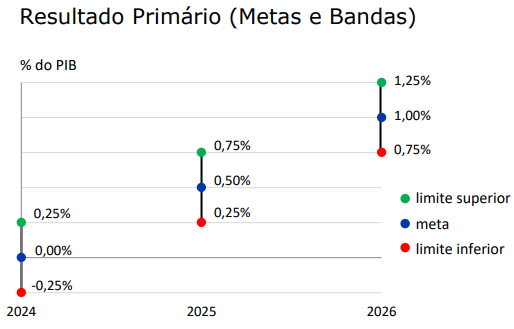 Resultado Primário (Metas e Bandas)
% do PIB
1,25%
1,00%
0,75%
0,75%
0,50%
0,25%
0,25%
0,00%
-0,25%
limite superior
meta
limite inferior
2024
2025
2026